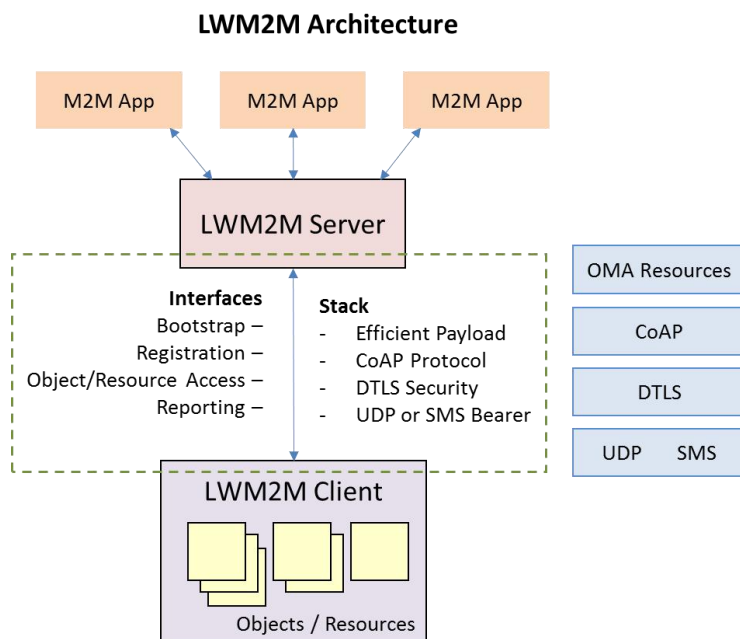 LWM2M Architecture
M2M App
M2M App
M2M App
LWM2M Server
Interfaces
Bootstrap –
Registration –
Object/Resource Access –
Reporting –
Stack
- Efficient Payload
- CoAP Protocol
- DTLS Security
- UDP or SMS Bearer
OMA Resources
CoAP
DTLS
UDP SMS
LWM2M Client
Objects / Resources